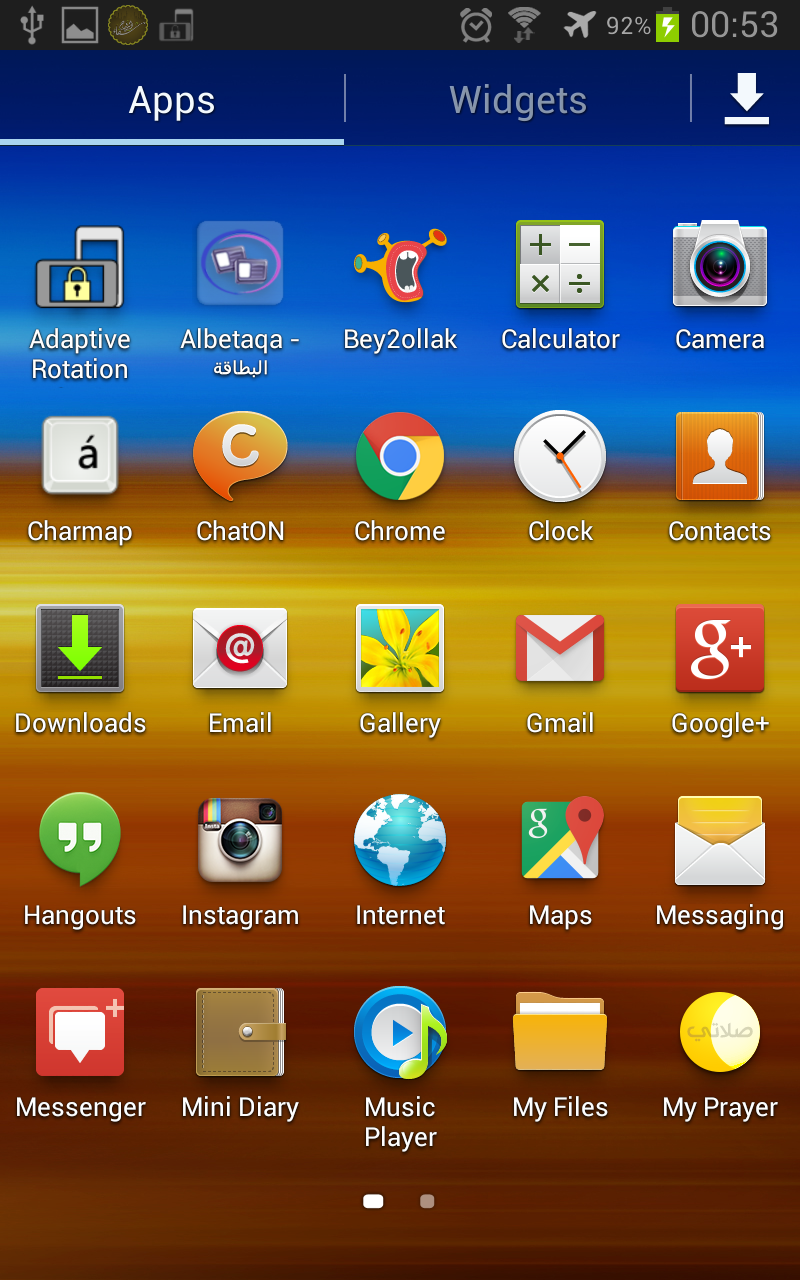 92% 00:53
Apps Widgets
Adaptive Rotation Albetaqa - البطاقة Bey2ollak Calculator Camera
á
Charmap
C
ChatON Chrome Clock Contacts
@
g+
Downloads Email Gallery Gmail Google+
g
Hangouts Instagram Internet Maps Messaging
صلاتي
Messenger Mini Diary Music Player My Files My Prayer